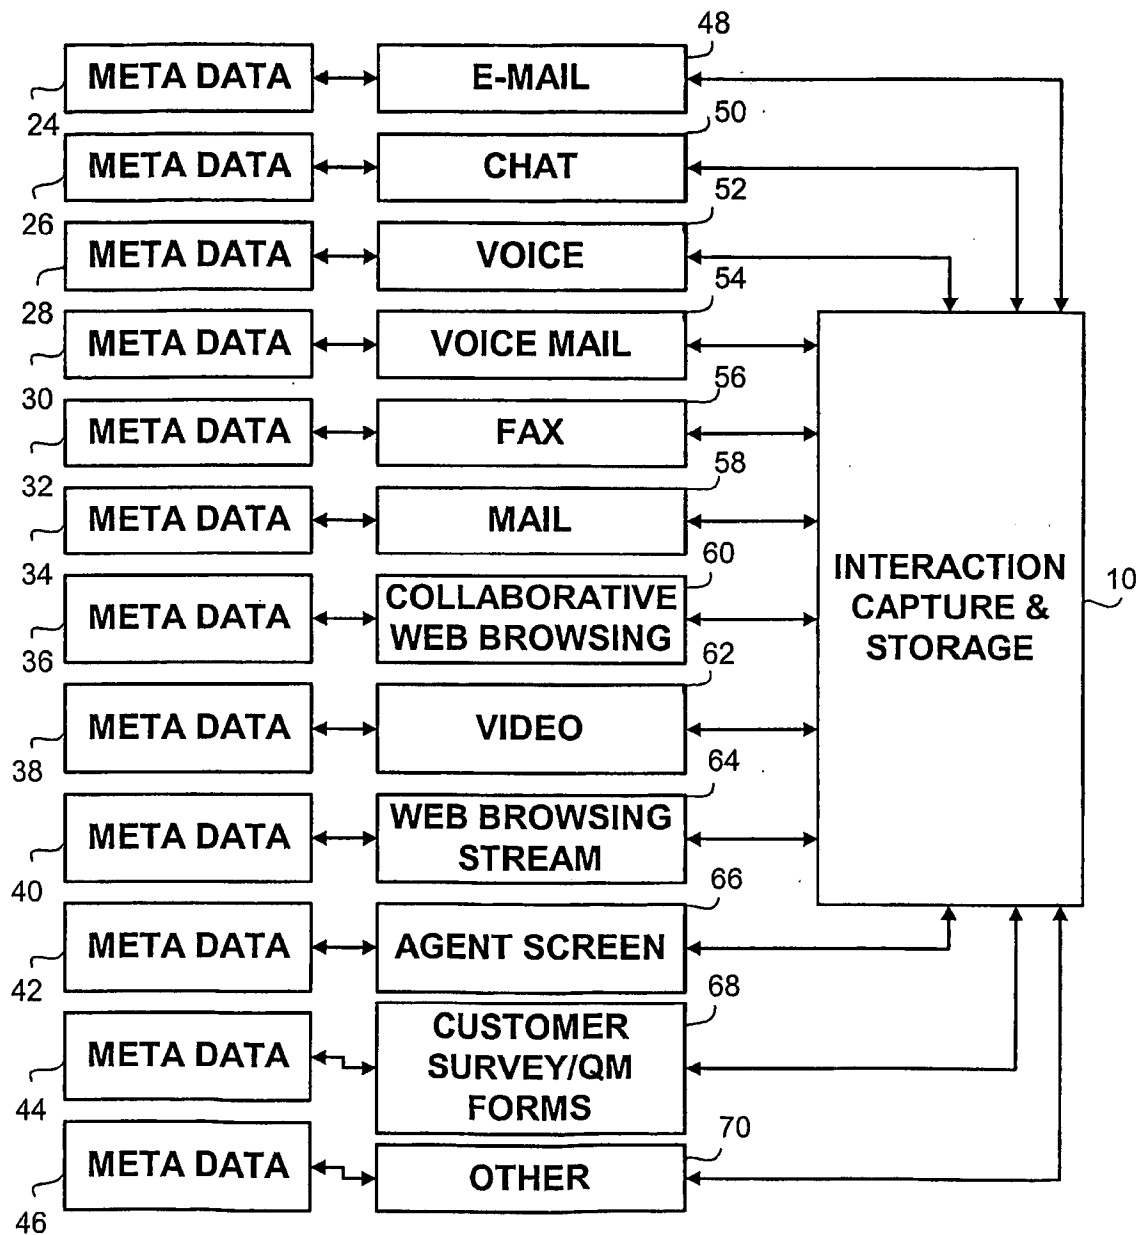 48
META DATA
E-MAIL
24
50
META DATA
CHAT
26
52
META DATA
VOICE
28
54
META DATA
VOICE MAIL
30
56
META DATA
FAX
32
58
META DATA
MAIL
34
60
META DATA
COLLABORATIVE
WEB BROWSING
36
62
META DATA
VIDEO
38
64
META DATA
WEB BROWSING
STREAM
40
66
META DATA
AGENT SCREEN
42
68
META DATA
CUSTOMER
SURVEY/QM
FORMS
44
70
META DATA
OTHER
46
INTERACTION
CAPTURE &
STORAGE
10